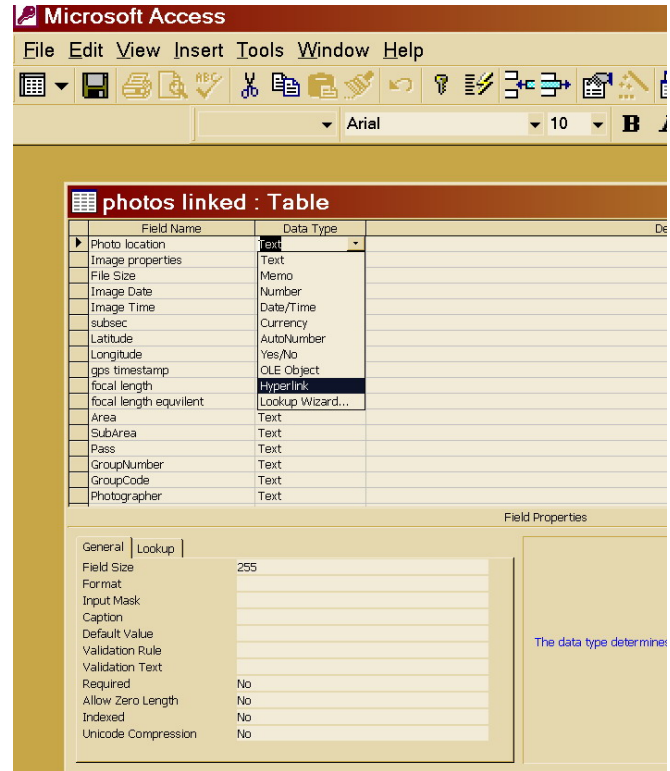 Microsoft Access
File Edit View Insert Tools Window Help
ABC
Arial 10 B
photos linked : Table
Field Name Data Type De
Photo location Text
Image properties Text
File Size Memo
Image Date Number
Image Time Date/Time
subsec Currency
Latitude AutoNumber
Longitude Yes/No
gps timestamp OLE Object
focal length Hyperlink
focal length equvilent Lookup Wizard...
Area Text
SubArea Text
Pass Text
GroupNumber Text
GroupCode Text
Photographer Text
Field Properties
General Lookup
Field Size 255
Format
Input Mask
Caption
Default Value
Validation Rule
The data type determines
Validation Text
Required No
Allow Zero Length No
Indexed No
Unicode Compression No